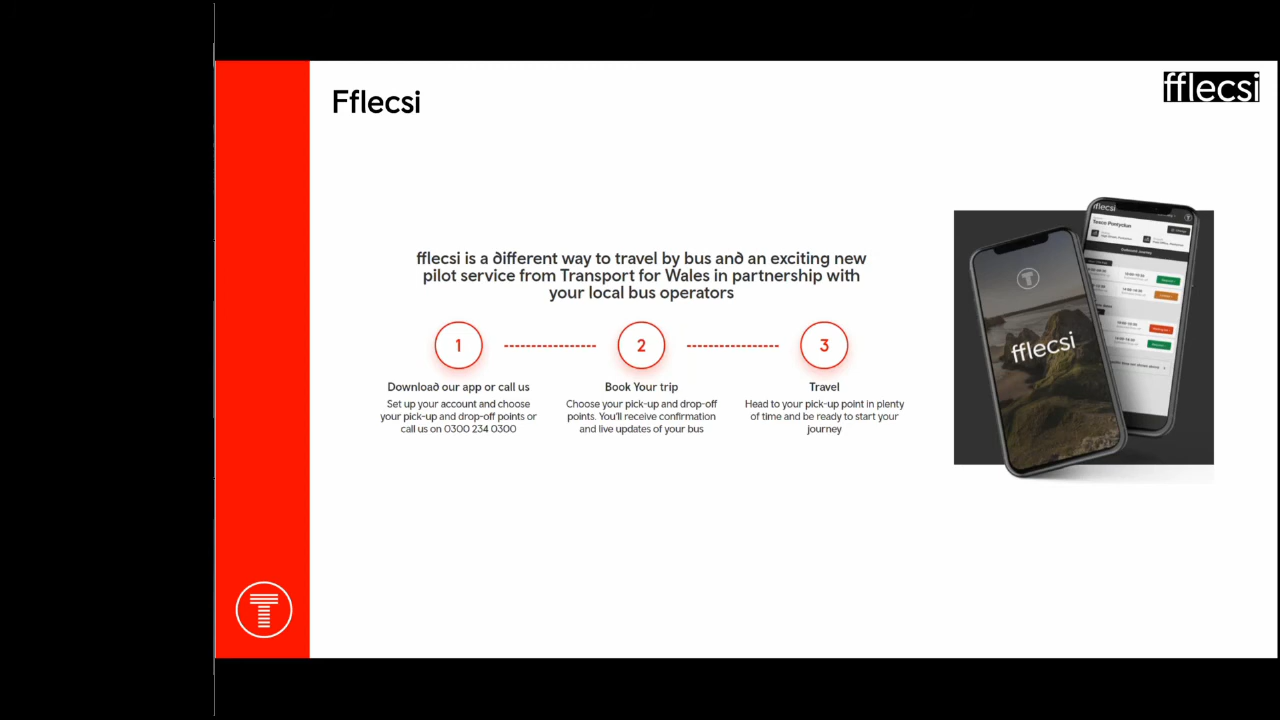 Fflecsi
fflecsi
fflecsi is a different way to travel by bus and an exciting new
pilot service from Transport for Wales in partnership with
your local bus operators
1
2
3
Download our app or call us
Set up your account and choose
your pick-up and drop-off points or
call us on 0300 234 0300
Book Your trip
Choose your pick-up and drop-off
points. You'll receive confirmation
and live updates of your bus
Travel
Head to your pick-up point in plenty
of time and be ready to start your
journey
fflecsi
fflecsi
T